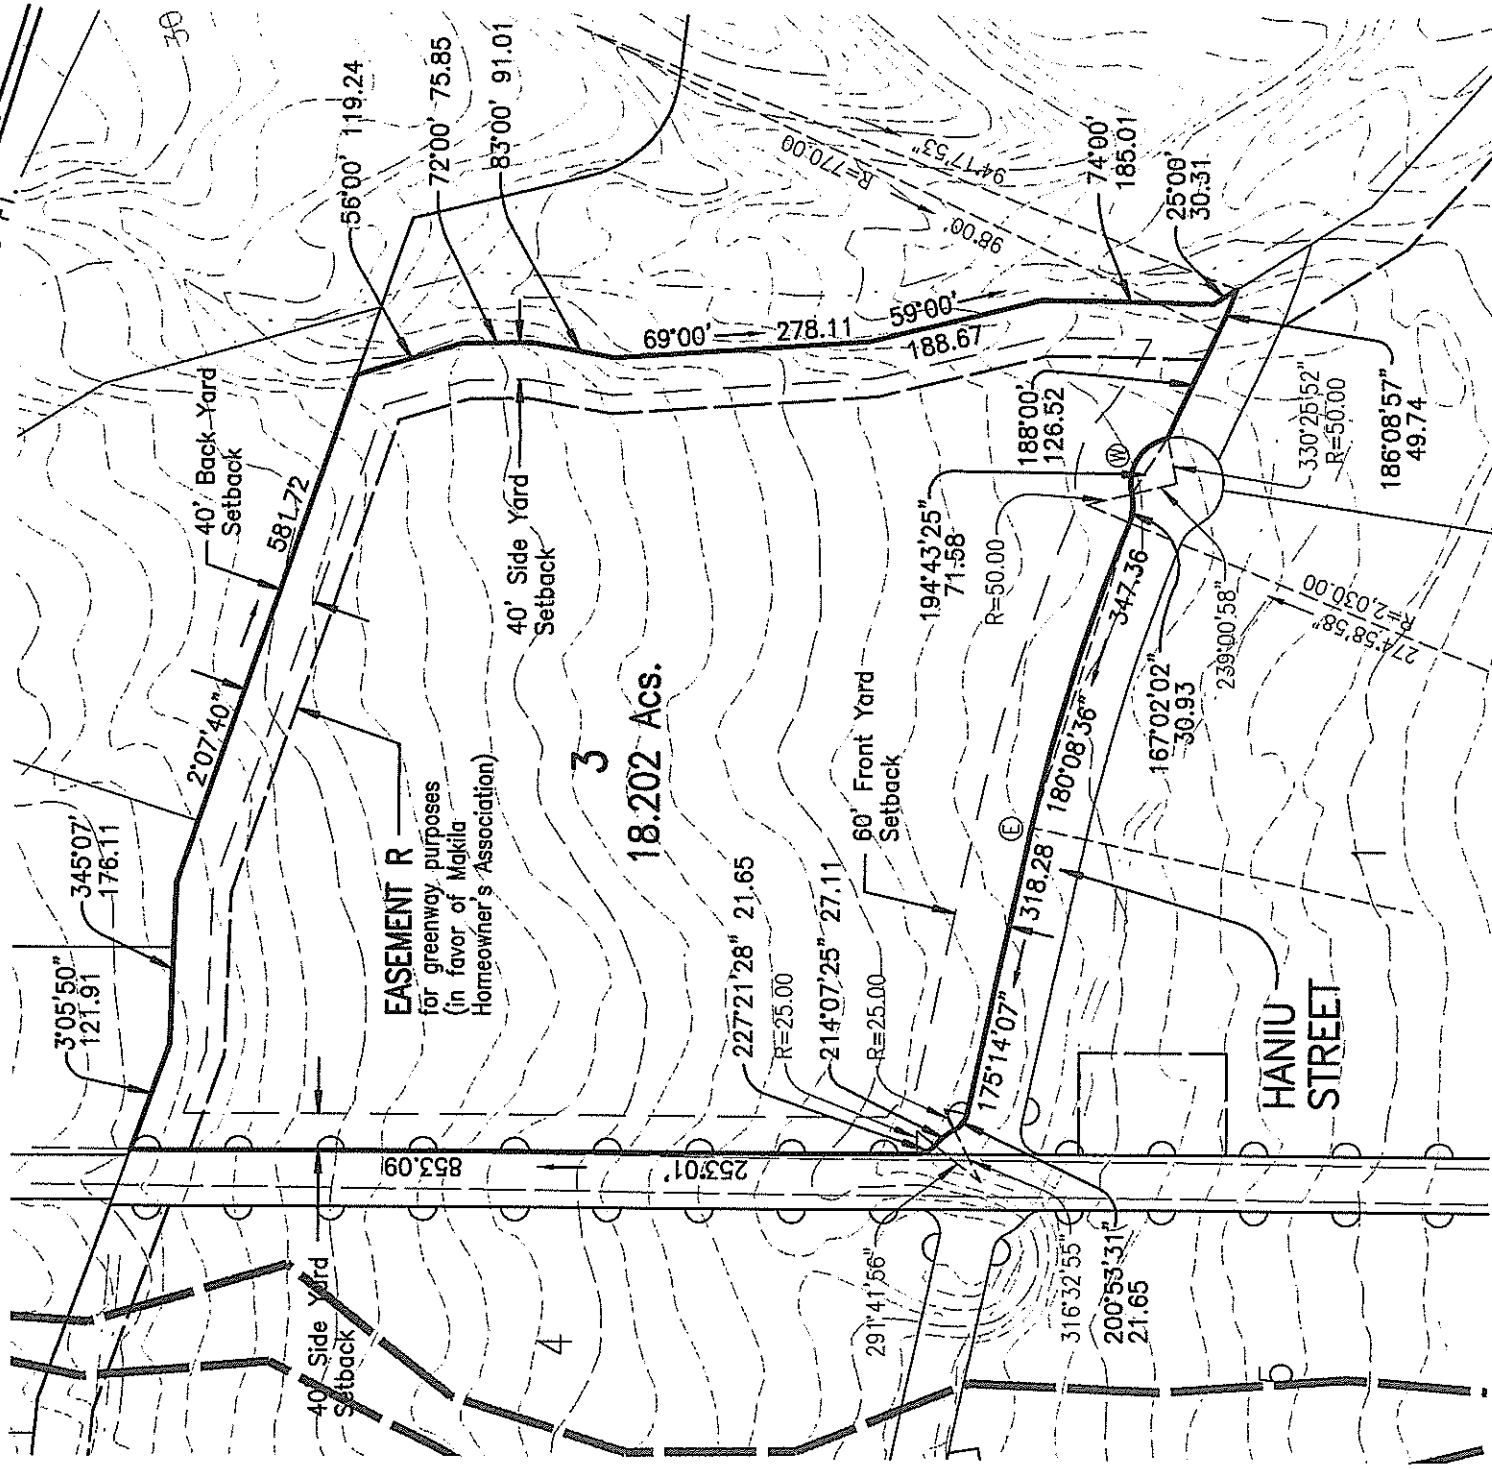 30
56°00' 119.24
72°00' 75.85
83°00' 91.01
40' Back Yard
Setback
581.72
2°07'40"
345°07'
176.11
3°05'50"
121.91
69°00'
278.11
59°00'
188.67
R=770.00
94°17'53"
98°00'
74°00'
185.01
25°00'
30.31
EASEMENT R
for greenway purposes
(in favor of Makila
Homeowner's Association)
40' Side Yard
Setback
3
18.202 Acs.
188°00'
126.52
W
194°43'25"
71.58
R=50.00
330°25'52"
R=50.00
186°08'57"
49.74
60' Front Yard
Setback
E
347.36
180°08'36"
167°02'02"
30.93
239°00'58"
274°58'58"
R=2,030.00
318.28
175°14'07"
227°21'28" 21.65
R=25.00
214°07'25" 27.11
R=25.00
HANIU
STREET
1
853.09
253°01'
40' Side Yard
Setback
4
291°41'56"
316°32'55"
200°53'31"
21.65
5